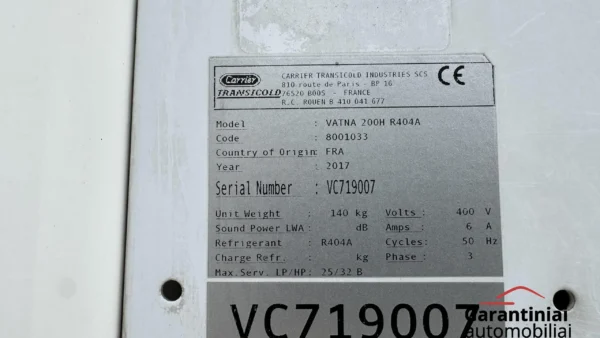 Carrier
TRANSICOLD
CARRIER TRANSICOLD INDUSTRIES SCS
810 route de Paris - BP 16
76520 BOOS - FRANCE
R.C. ROUEN B 410 041 677
CE
Model : VATNA 200H R404A
Code : 8001033
Country of Origin: FRA
Year : 2017
Serial Number : VC719007
Unit Weight : 140 kg Volts : 400 V
Sound Power LWA : dB Amps : 6 A
Refrigerant R404A Cycles: 50 Hz
Charge Refr. : kg Phase : 3
Max. Serv. LP/HP: 25/32 B
VC719007
Garantiniai
automobiliai